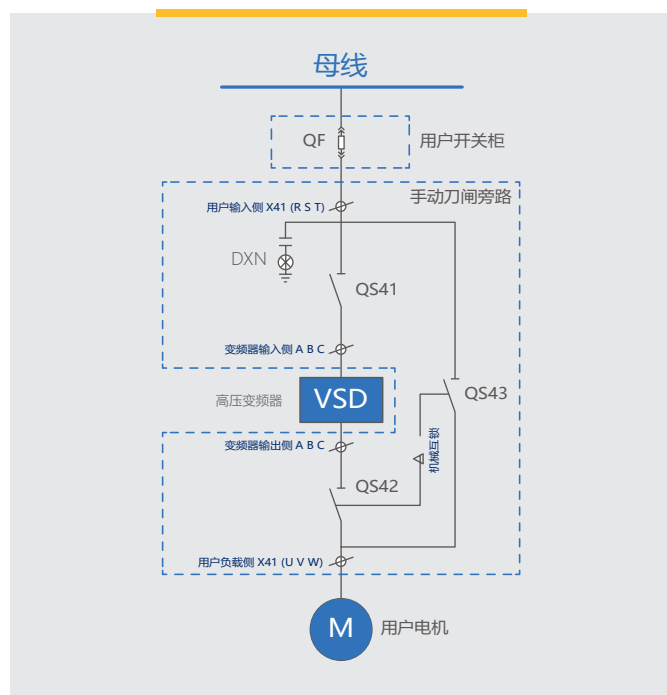 母线
QF
用户开关柜
手动刀闸旁路
用户输入侧 X41 (R S T)
DXN
QS41
变频器输入侧 A B C
高压变频器
VSD
QS43
变频器输出侧 A B C
机械互锁
QS42
用户负载侧 X41 (U V W)
M
用户电机